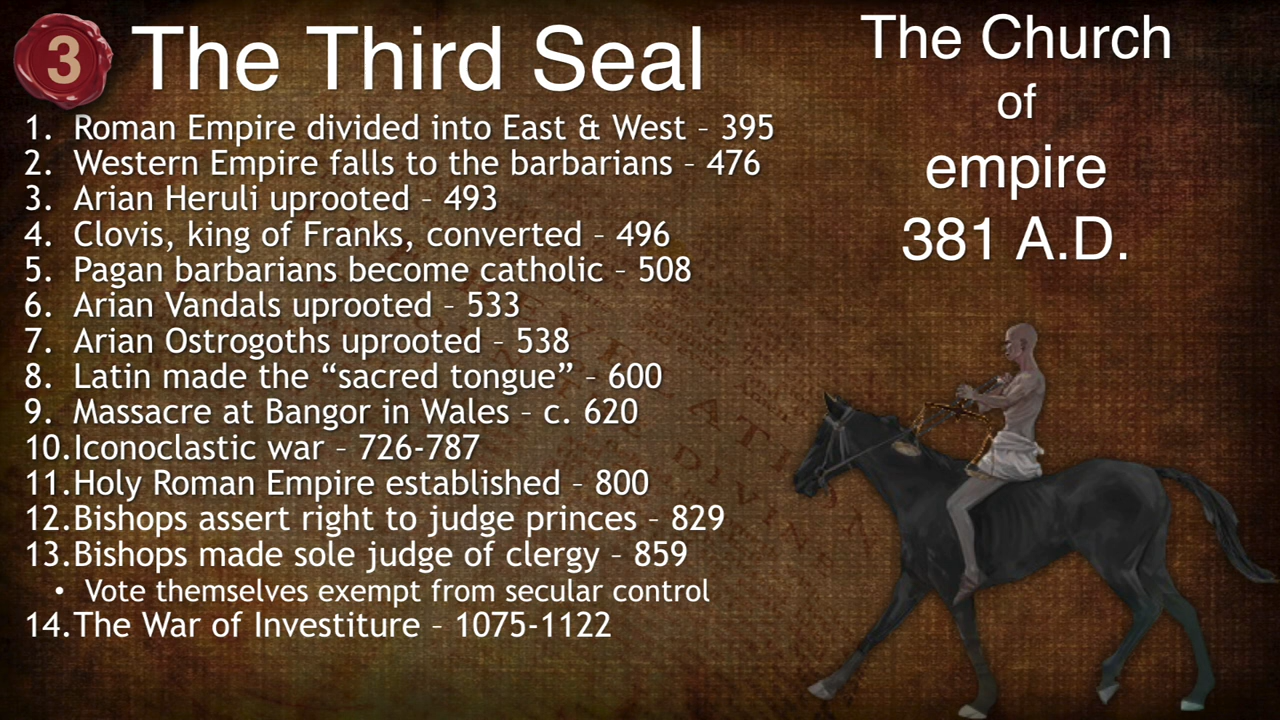 3
The Third Seal
1. Roman Empire divided into East & West – 395
2. Western Empire falls to the barbarians – 476
3. Arian Heruli uprooted – 493
4. Clovis, king of Franks, converted – 496
5. Pagan barbarians become catholic – 508
6. Arian Vandals uprooted – 533
7. Arian Ostrogoths uprooted – 538
8. Latin made the “sacred tongue” – 600
9. Massacre at Bangor in Wales – c. 620
10.Iconoclastic war – 726-787
11.Holy Roman Empire established – 800
12.Bishops assert right to judge princes – 829
13.Bishops made sole judge of clergy – 859
• Vote themselves exempt from secular control
14.The War of Investiture – 1075-1122
The Church
of
empire
381 A.D.